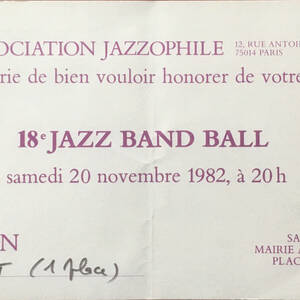 OCIATION JAZZOPHILE 12, RUE ANTOI
75014 PARIS
rie de bien vouloir honorer de votre
18e JAZZ BAND BALL
samedi 20 novembre 1982, à 20h
N
SA
MAIRIE A
PLAC
T (1 place)